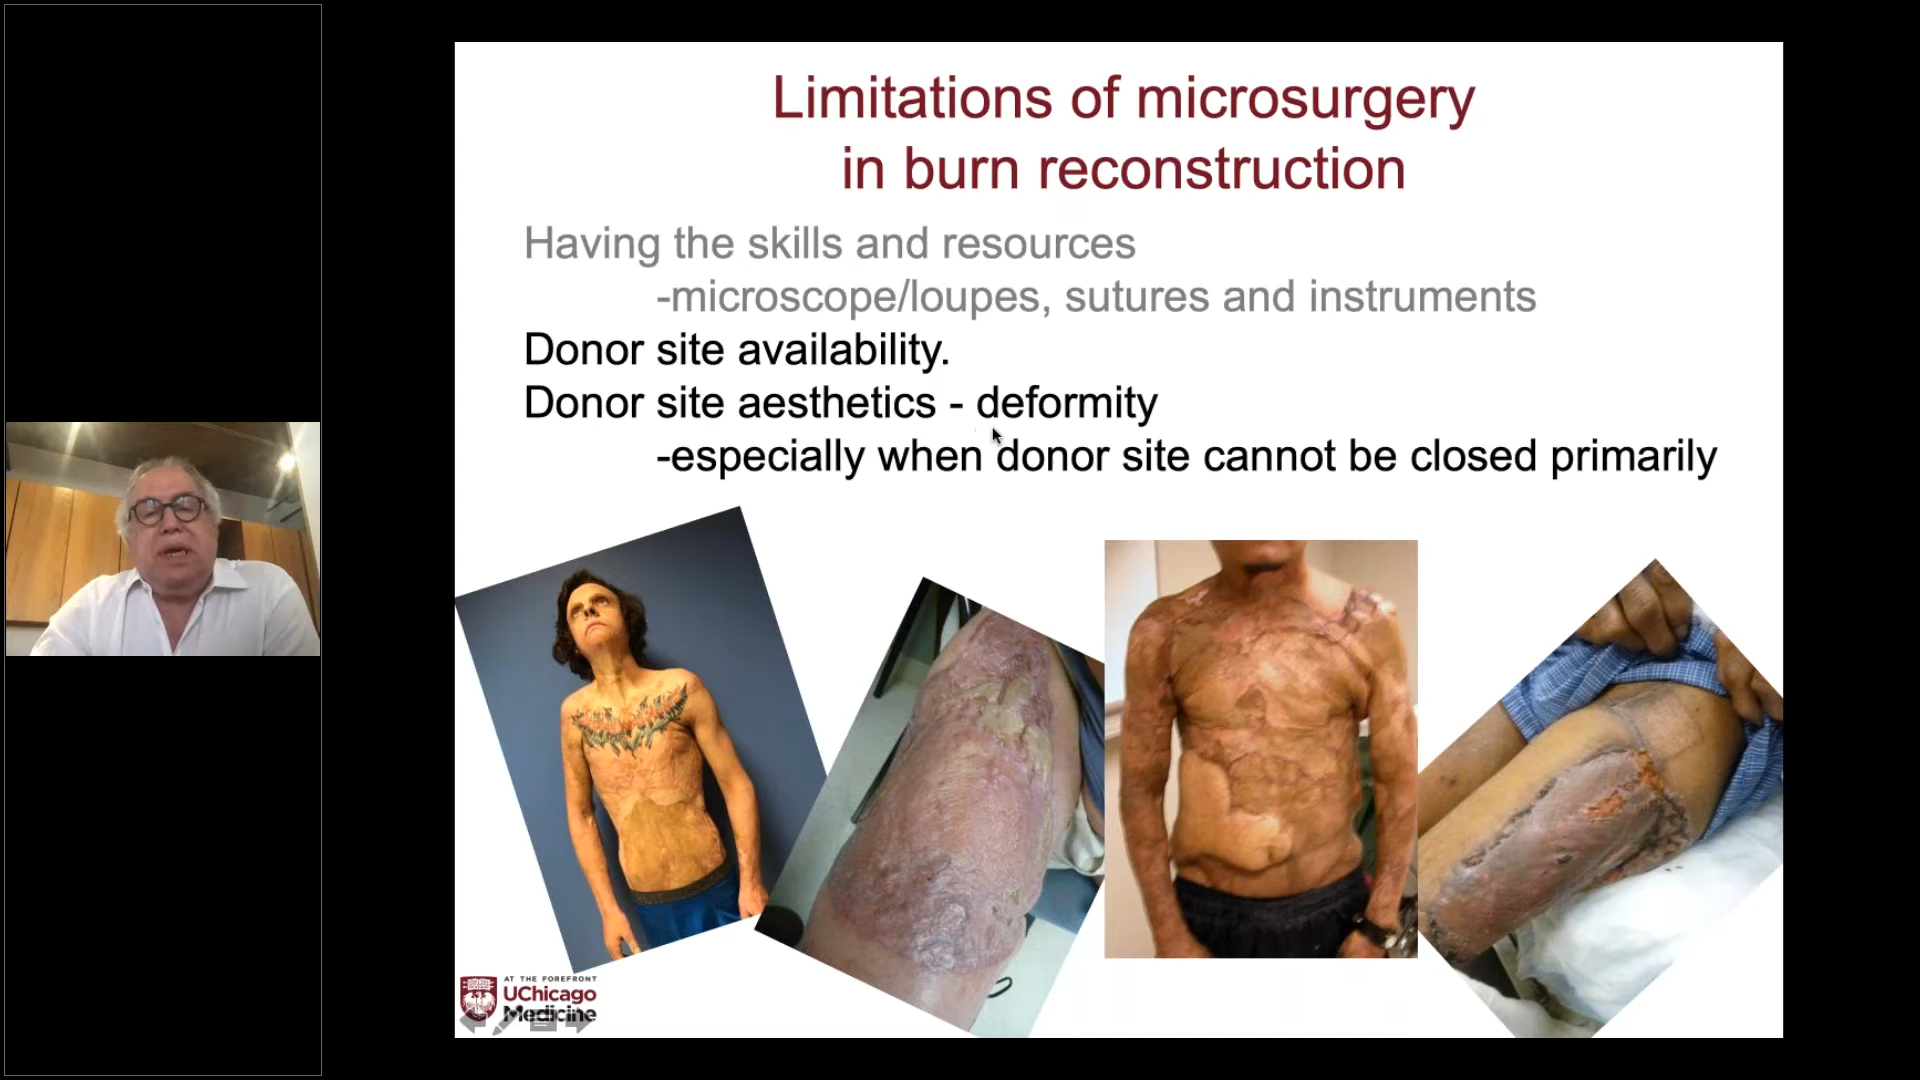 Limitations of microsurgery
in burn reconstruction
Having the skills and resources
-microscope/loupes, sutures and instruments
Donor site availability.
Donor site aesthetics - deformity
-especially when donor site cannot be closed primarily
AT THE FOREFRONT
UChicago
Medicine